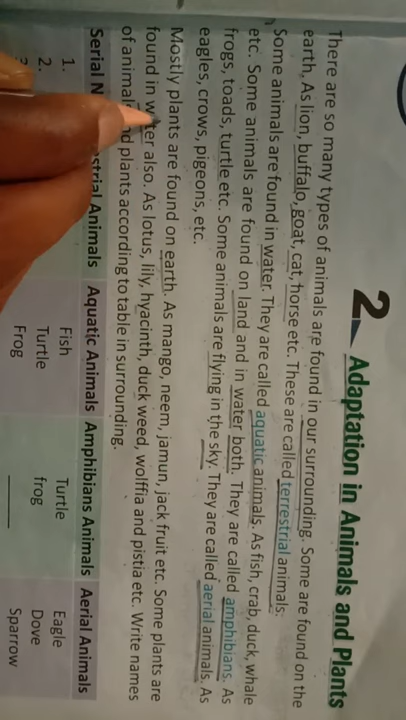 2 Adaptation in Animals and Plants
There are so many types of animals are found in our surrounding. Some are found on the
earth. As lion, buffalo, goat, cat, horse etc. These are called terrestrial animals.
Some animals are found in water. They are called aquatic animals. As fish, crab, duck, whale
etc. Some animals are found on land and in water both. They are called amphibians. As
frogs, toads, turtle etc. Some animals are flying in the sky. They are called aerial animals. As
eagles, crows, pigeons, etc.
Mostly plants are found on earth. As mango, neem, jamun, jack fruit etc. Some plants are
found in water also. As lotus, lily, hyacinth, duck weed, wolffia and pistia etc. Write names
of animal plants according to table in surrounding.
Serial Animals Aquatic Animals Amphibians Animals Aerial Animals
1. Fish Turtle Eagle
2. Turtle frog Dove
Frog Sparrow